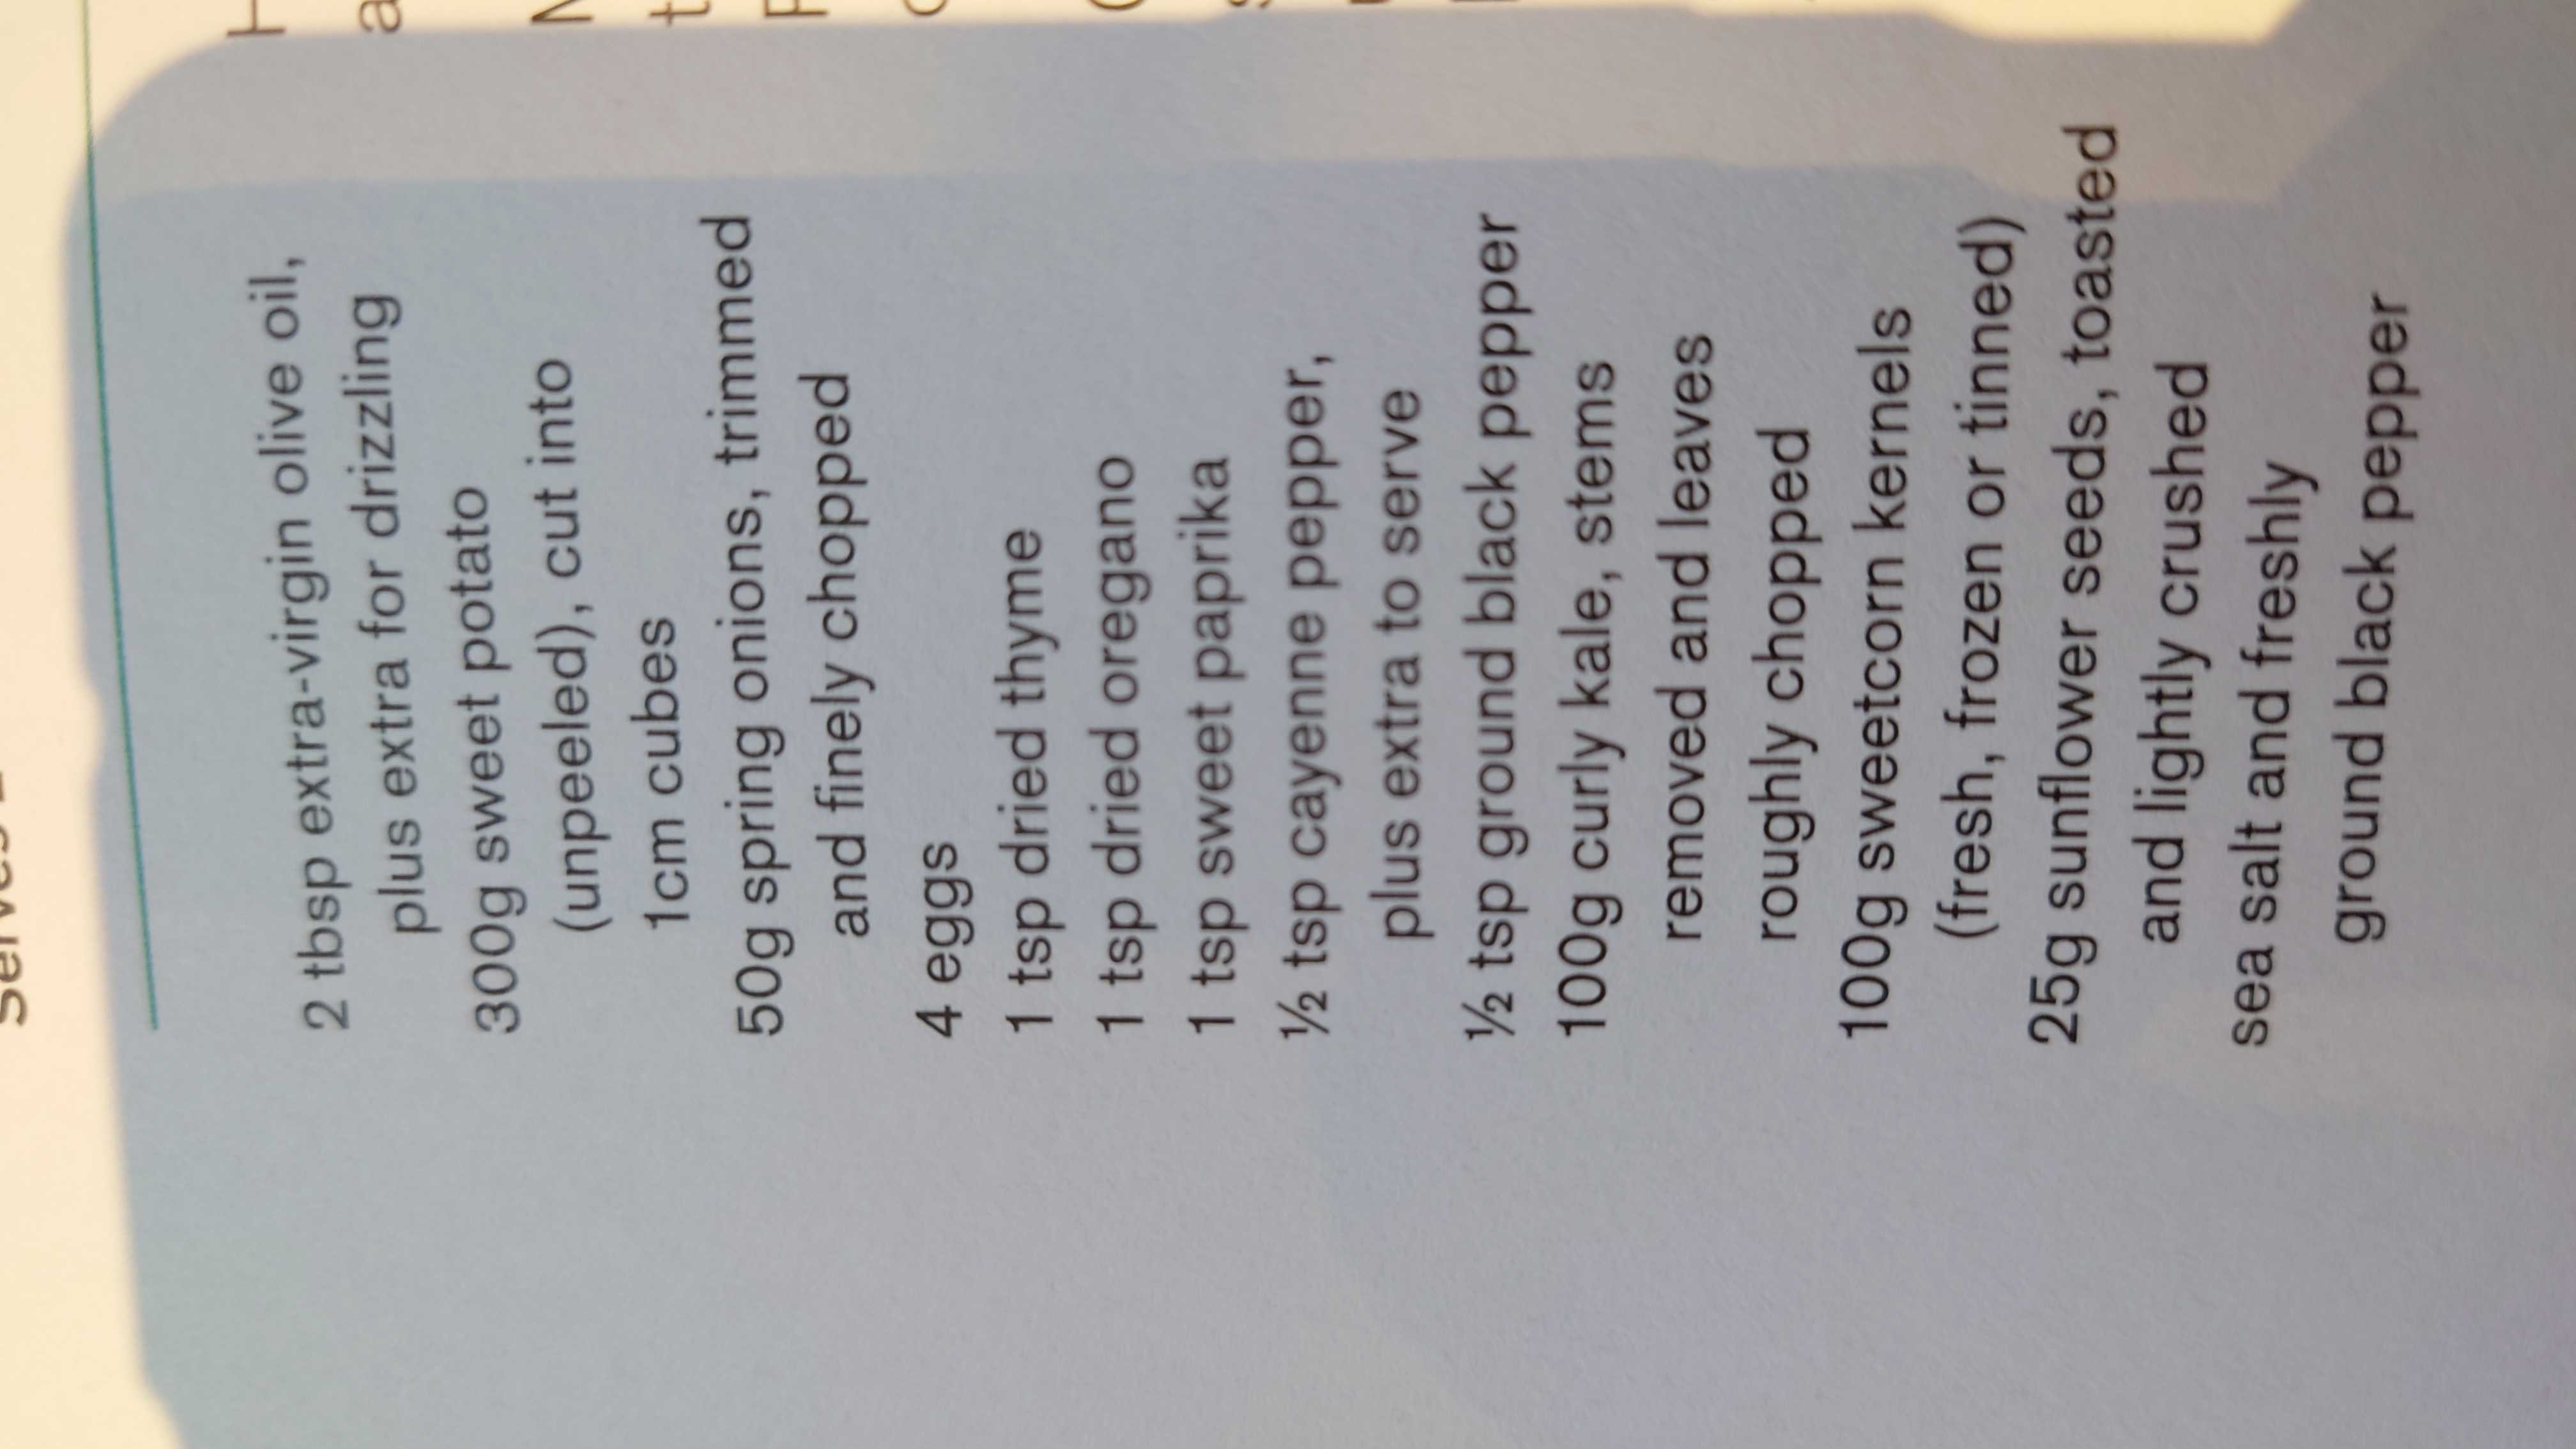 Serves
2 tbsp extra-virgin olive oil,
plus extra for drizzling
300g sweet potato
(unpeeled), cut into
1cm cubes
50g spring onions, trimmed
and finely chopped
4 eggs
1 tsp dried thyme
1 tsp dried oregano
1 tsp sweet paprika
½ tsp cayenne pepper,
plus extra to serve
½ tsp ground black pepper
100g curly kale, stems
removed and leaves
roughly chopped
100g sweetcorn kernels
(fresh, frozen or tinned)
25g sunflower seeds, toasted
and lightly crushed
sea salt and freshly
ground black pepper